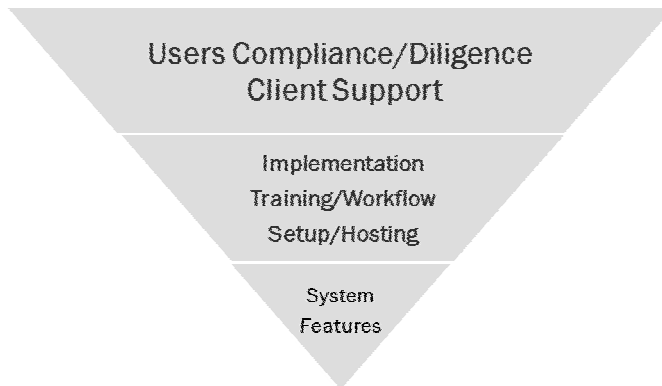 Users Compliance/Diligence
Client Support
Implementation
Training/Workflow
Setup/Hosting
System
Features